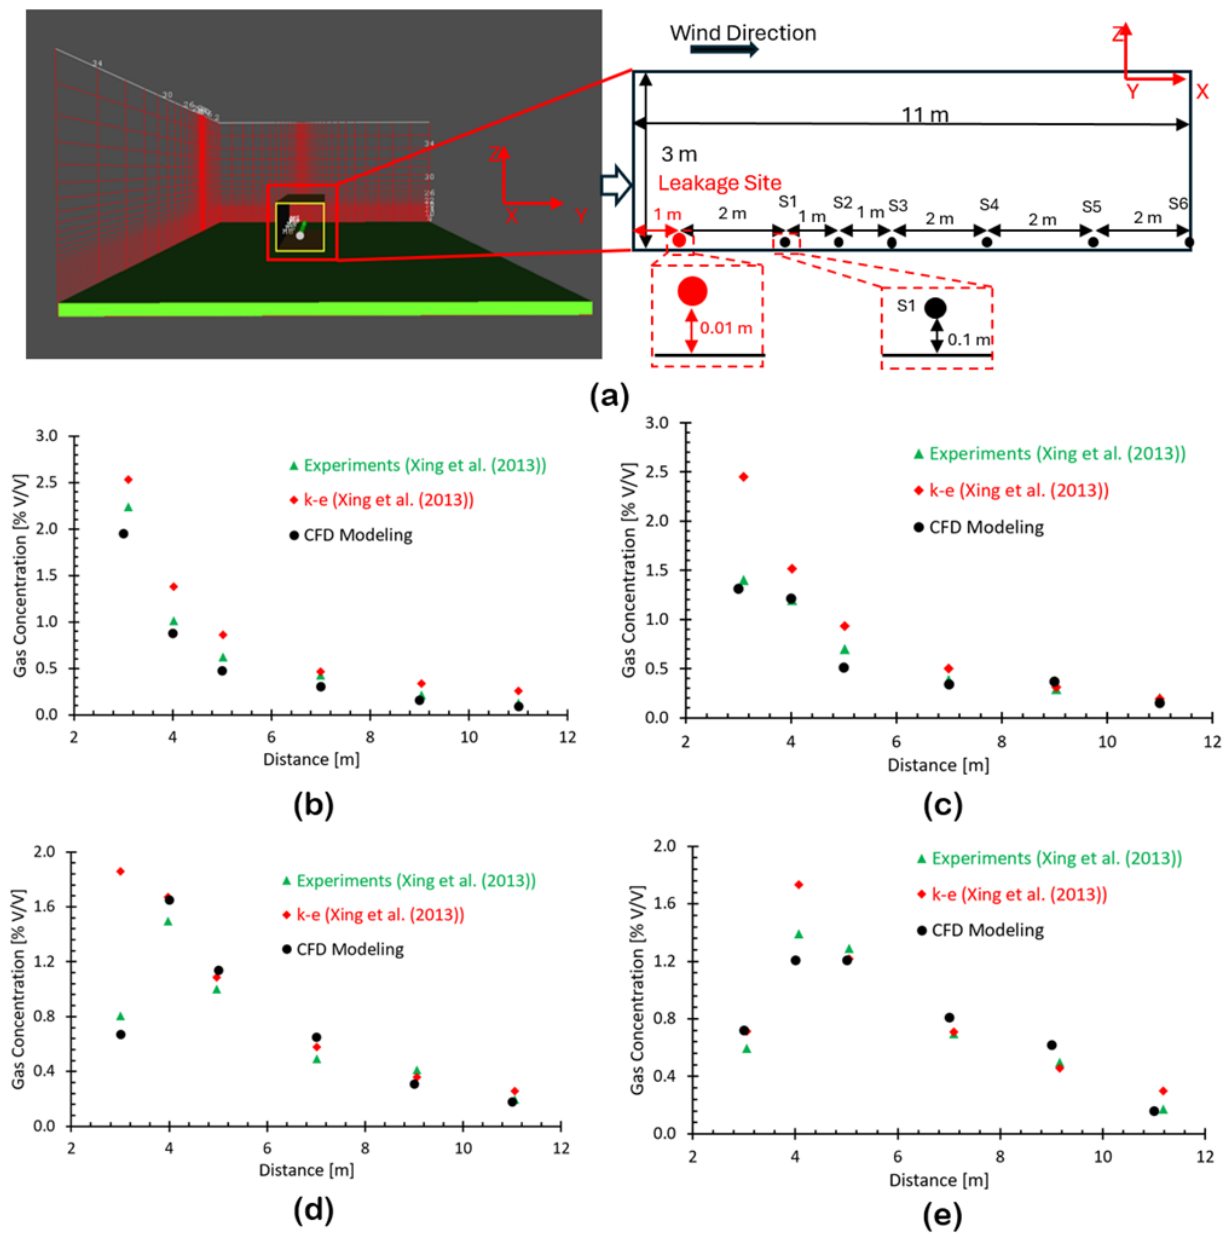 Wind Direction
Z
Y
X
11 m
3 m
Leakage Site
1 m
2 m
S1
1 m
S2
1 m
S3
2 m
S4
2 m
S5
2 m
S6
0.01 m
S1
0.1 m
24
20
24
20
Z
X
Y
(a)
3.0
2.5
2.0
1.5
1.0
0.5
0.0
2
4
6
8
10
12
Gas Concentration [% V/V]
Distance [m]
Experiments (Xing et al. (2013))
k-e (Xing et al. (2013))
CFD Modeling
(b)
3.0
2.5
2.0
1.5
1.0
0.5
0.0
2
4
6
8
10
12
Gas Concentration [% V/V]
Distance [m]
Experiments (Xing et al. (2013))
k-e (Xing et al. (2013))
CFD Modeling
(c)
2.0
1.6
1.2
0.8
0.4
0.0
2
4
6
8
10
12
Gas Concentration [% V/V]
Distance [m]
Experiments (Xing et al. (2013))
k-e (Xing et al. (2013))
CFD Modeling
(d)
2.0
1.6
1.2
0.8
0.4
0.0
2
4
6
8
10
12
Gas Concentration [% V/V]
Distance [m]
Experiments (Xing et al. (2013))
k-e (Xing et al. (2013))
CFD Modeling
(e)